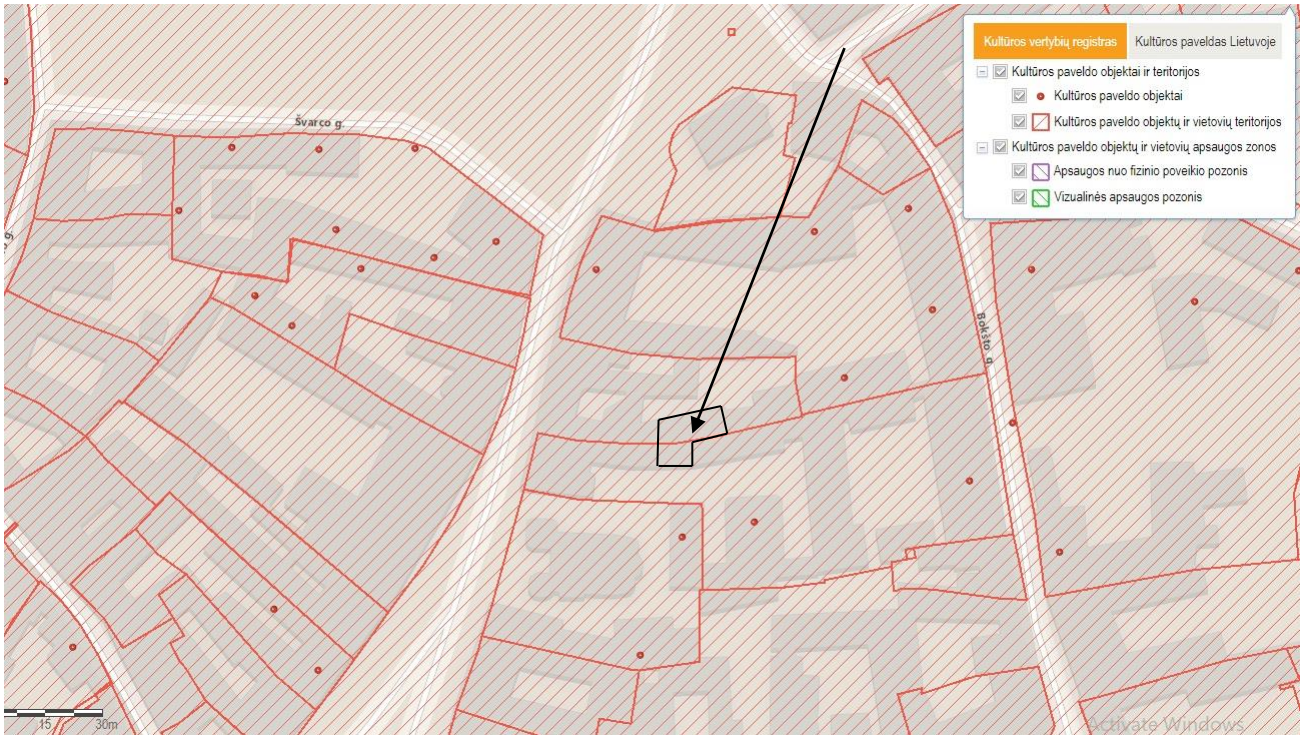 Kultūros vertybių registras
Kultūros paveldas Lietuvoje
Kultūros paveldo objektai ir teritorijos
Kultūros paveldo objektai
Kultūros paveldo objektų ir vietovių teritorijos
Kultūros paveldo objektų ir vietovių apsaugos zonos
Apsaugos nuo fizinio poveikio pozonis
Vizualinės apsaugos pozonis
Švarco g.
o g.
Bokšto g.
15
30m
Activate Windows